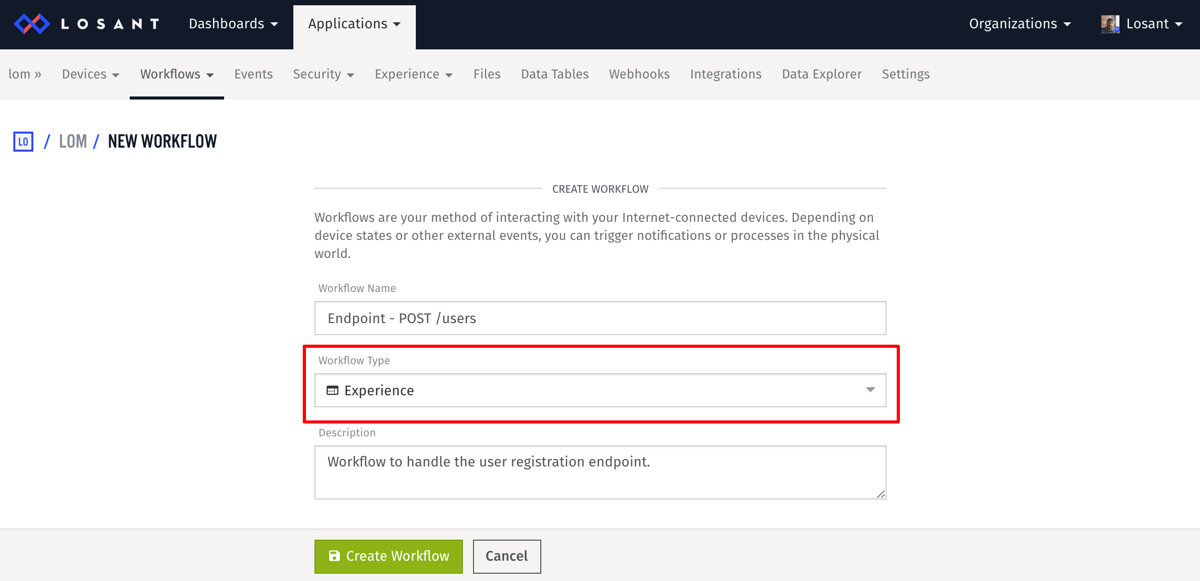 LOSANT Dashboards Applications Organizations Losant
lom » Devices Workflows Events Security Experience Files Data Tables Webhooks Integrations Data Explorer Settings
LO / LOM / NEW WORKFLOW
CREATE WORKFLOW
Workflows are your method of interacting with your Internet-connected devices. Depending on
device states or other external events, you can trigger notifications or processes in the physical
world.
Workflow Name
Endpoint - POST /users
Workflow Type
Experience
Description
Workflow to handle the user registration endpoint.
Create Workflow Cancel